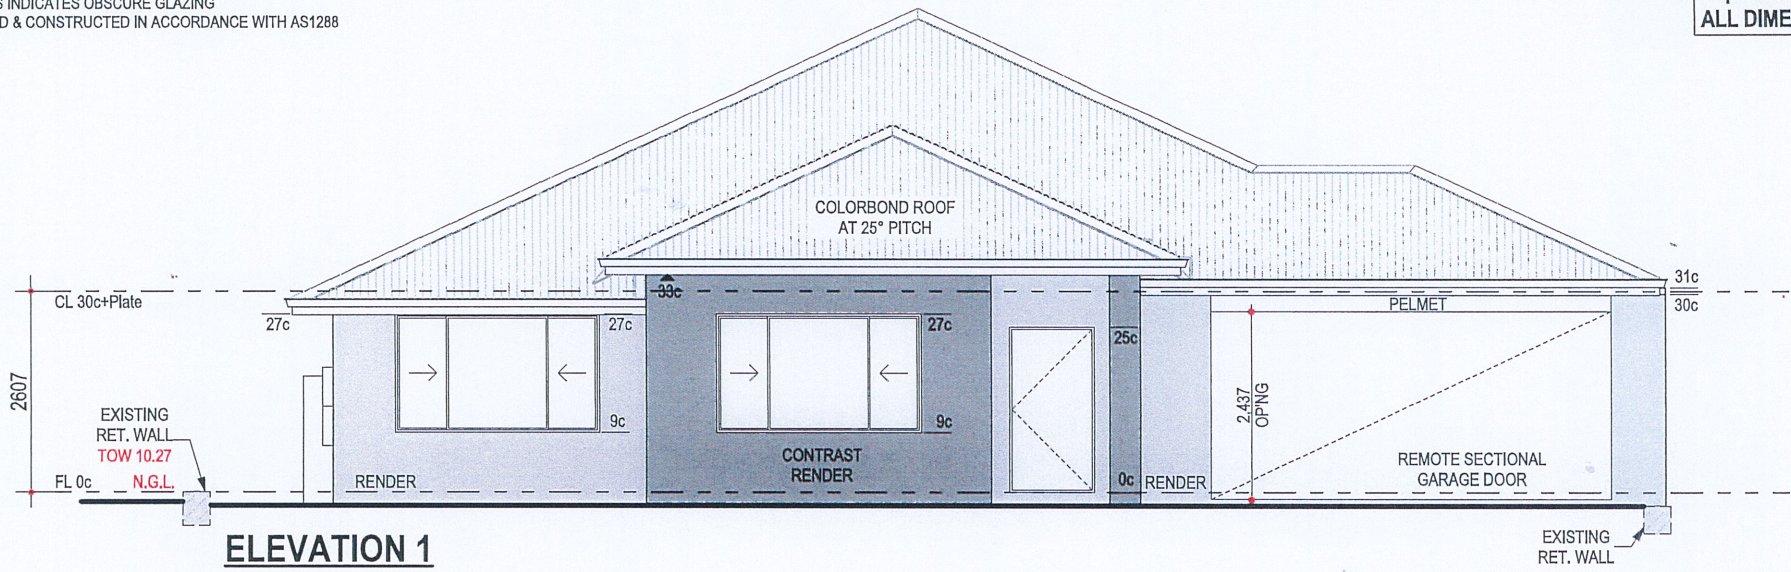 S INDICATES OBSCURE GLAZING
D & CONSTRUCTED IN ACCORDANCE WITH AS1288
ALL DIME
COLORBOND ROOF
AT 25° PITCH
CL 30c+Plate
27c
27c
33c
27c
25c
31c
30c
PELMET
2607
2,437
OP'NG
9c
9c
CONTRAST
RENDER
EXISTING
RET. WALL
TOW 10.27
N.G.L.
FL 0c
RENDER
0c
RENDER
REMOTE SECTIONAL
GARAGE DOOR
EXISTING
RET. WALL
ELEVATION 1